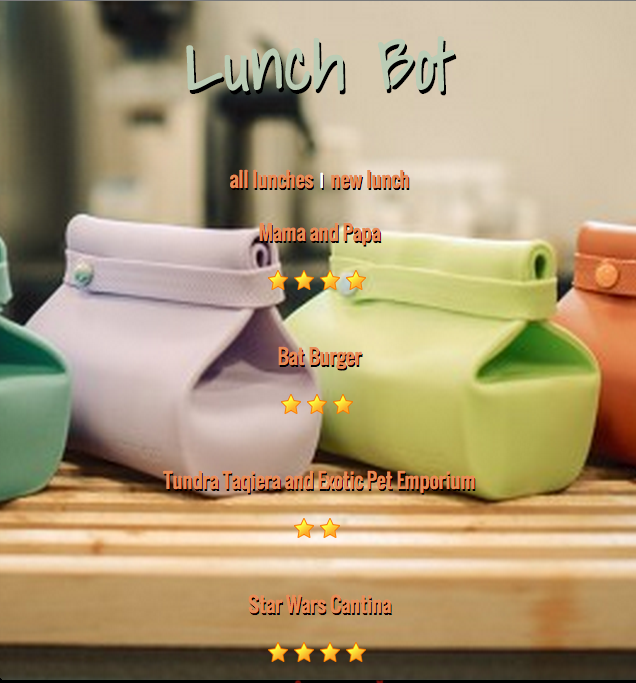 Lunch Bot
all lunches | new lunch
Mama and Papa
Bat Burger
Tundra Taqiera and Exotic Pet Emporium
Star Wars Cantina